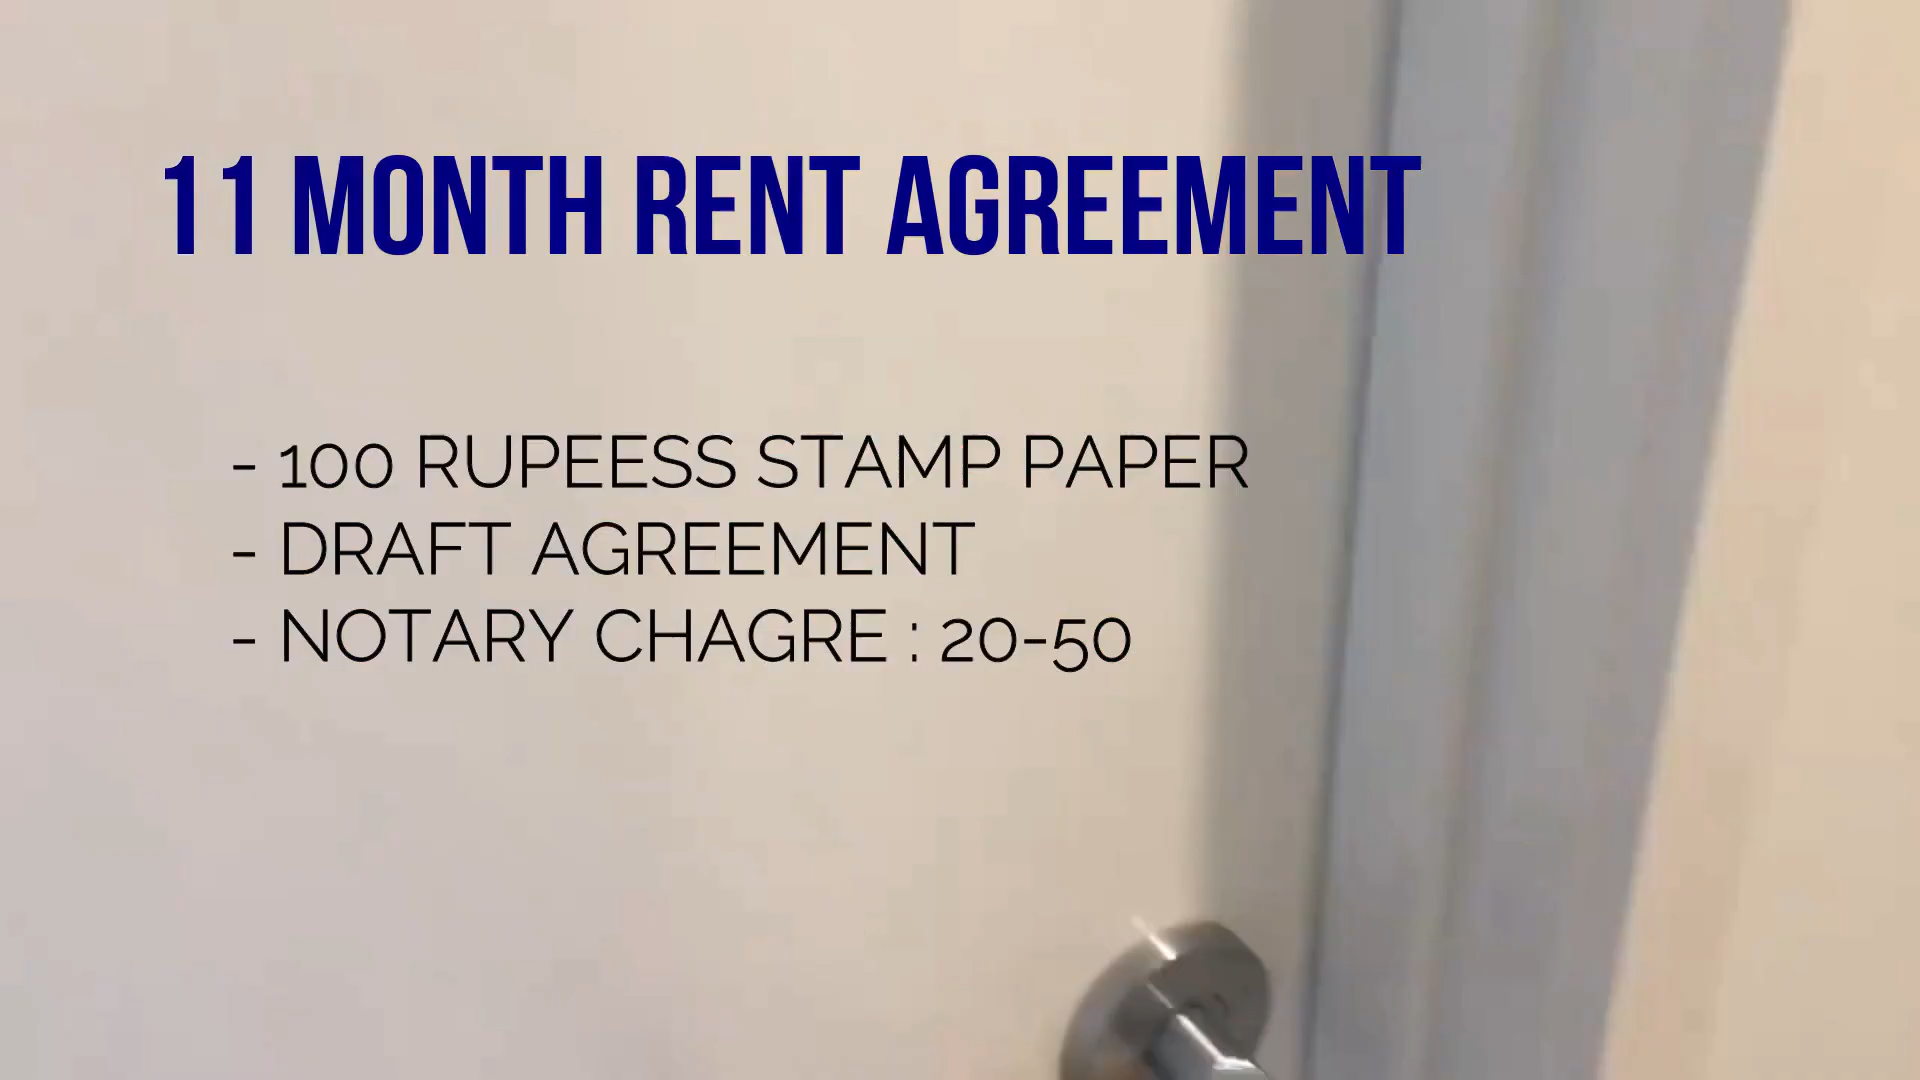 11 MONTH RENT AGREEMENT
- 100 RUPEESS STAMP PAPER
- DRAFT AGREEMENT
- NOTARY CHAGRE : 20-50